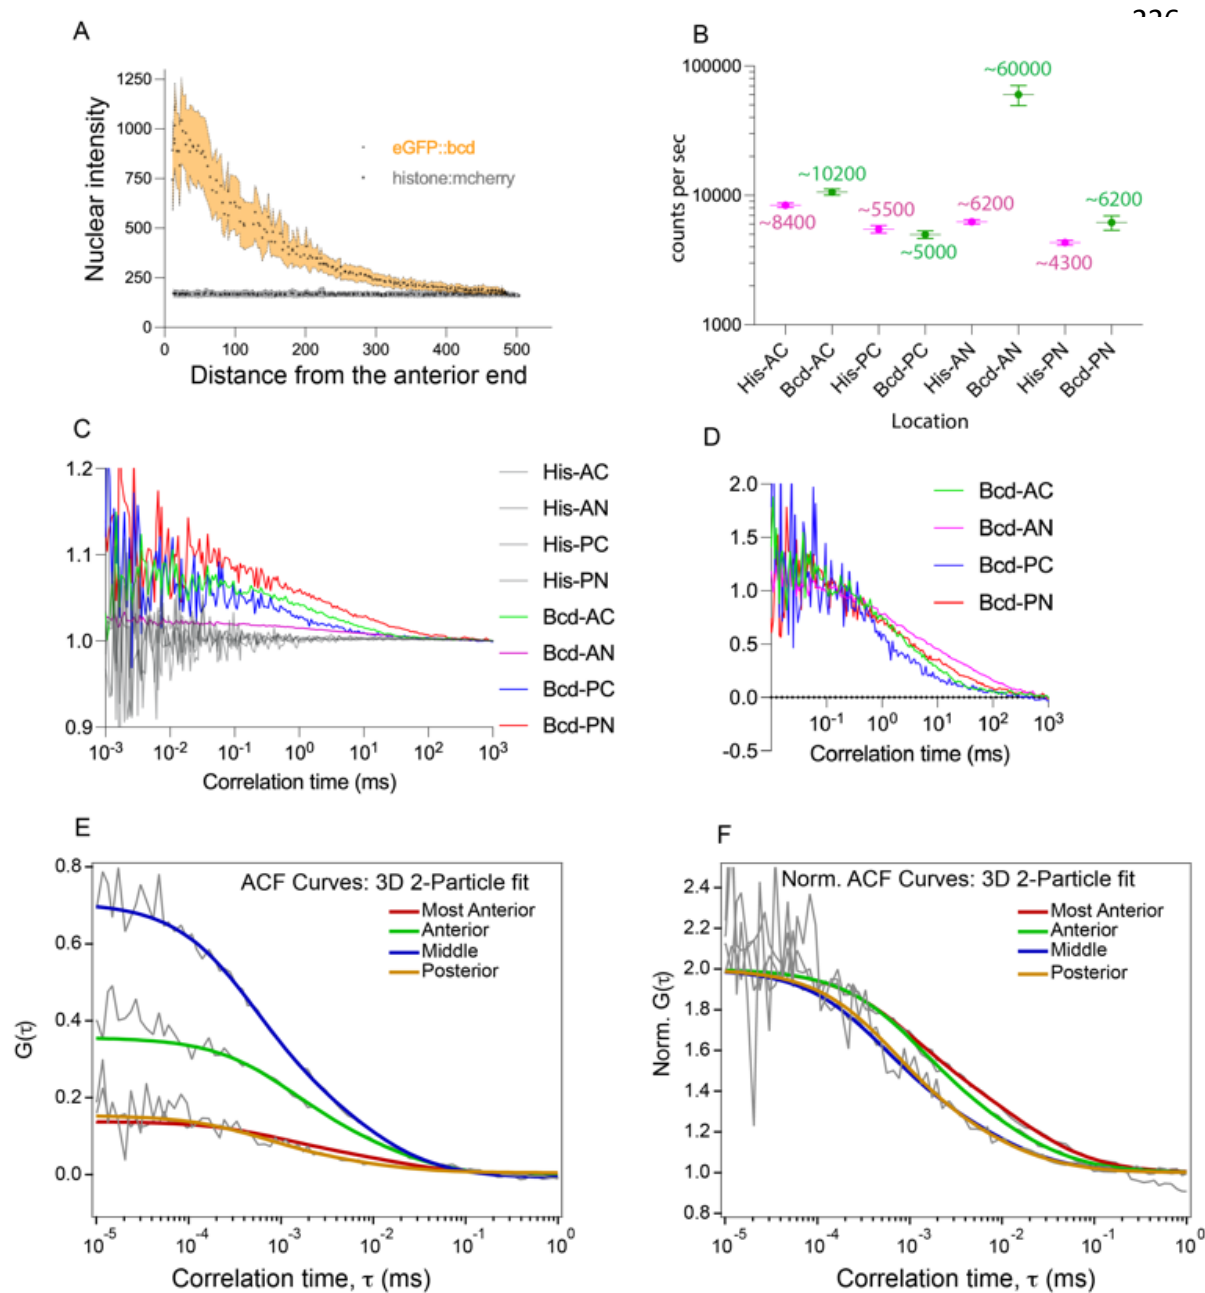 A
Nuclear intensity
1250
1000
750
500
250
0
eGFP::bcd
histone:mcherry
0 100 200 300 400 500
Distance from the anterior end
B
counts per sec
100000
10000
1000
~8400
~10200
~5500
~5000
~6200
~60000
~4300
~6200
His-AC
Bcd-AC
His-PC
Bcd-PC
His-AN
Bcd-AN
His-PN
Bcd-PN
Location
C
1.2
1.1
1.0
0.9
10⁻³ 10⁻² 10⁻¹ 10⁰ 10¹ 10² 10³
Correlation time (ms)
His-AC
His-AN
His-PC
His-PN
Bcd-AC
Bcd-AN
Bcd-PC
Bcd-PN
D
2.0
1.5
1.0
0.5
0.0
-0.5
10⁻¹ 10⁰ 10¹ 10² 10³
Correlation time (ms)
Bcd-AC
Bcd-AN
Bcd-PC
Bcd-PN
E
G(τ)
0.8
0.6
0.4
0.2
0.0
ACF Curves: 3D 2-Particle fit
Most Anterior
Anterior
Middle
Posterior
10⁻⁵ 10⁻⁴ 10⁻³ 10⁻² 10⁻¹ 10⁰
Correlation time, τ (ms)
F
Norm. G(τ)
2.4
2.2
2.0
1.8
1.6
1.4
1.2
1.0
0.8
Norm. ACF Curves: 3D 2-Particle fit
Most Anterior
Anterior
Middle
Posterior
10⁻⁵ 10⁻⁴ 10⁻³ 10⁻² 10⁻¹ 10⁰
Correlation time, τ (ms)